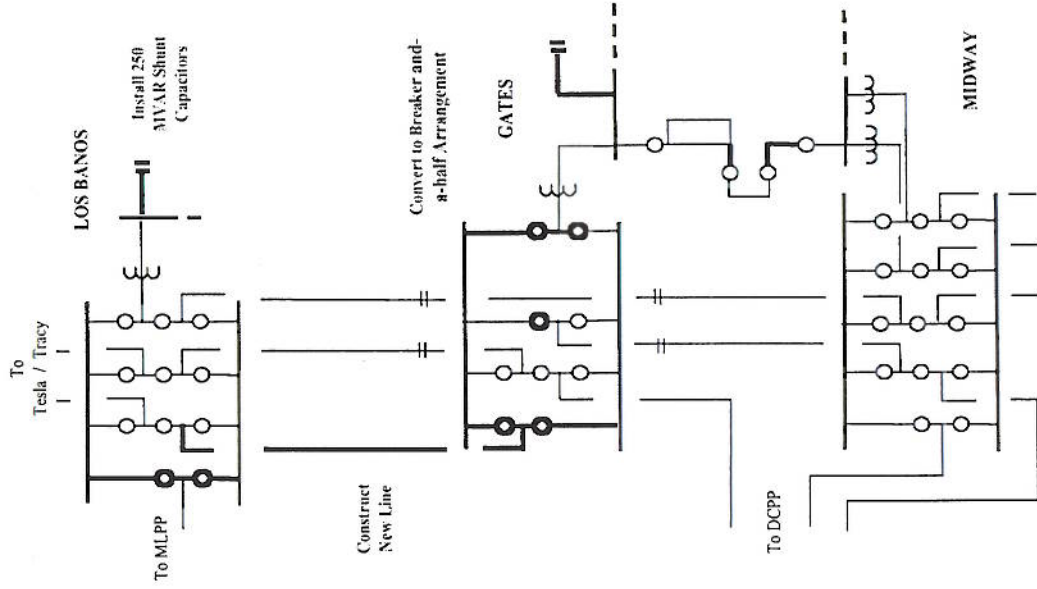 LOS BANOS
Install 250
MVAR Shunt
Capacitors
To
Tesla / Tracy
To MLPP
Construct
New Line
Convert to Breaker and-
a-half Arrangement
GATES
To DCPP
MIDWAY